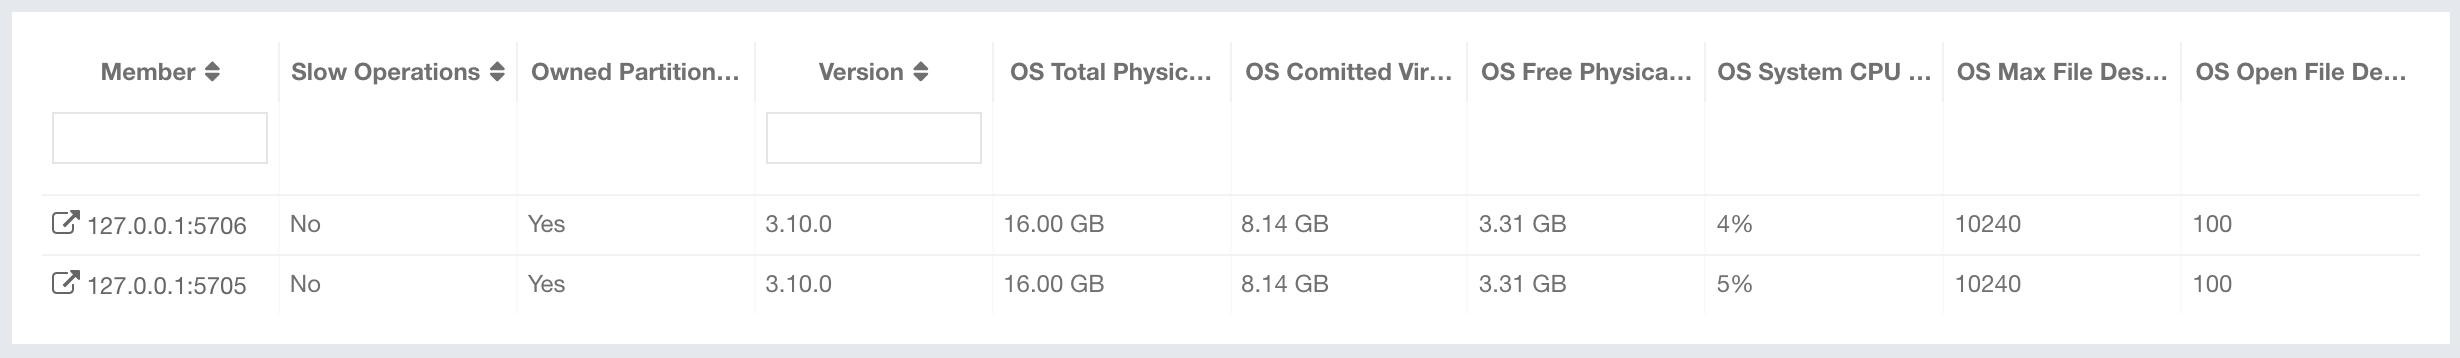 Member Slow Operations Owned Partition... Version OS Total Physic... OS Comitted Vir... OS Free Physica... OS System CPU ... OS Max File Des... OS Open File De...
127.0.0.1:5706 No Yes 3.10.0 16.00 GB 8.14 GB 3.31 GB 4% 10240 100
127.0.0.1:5705 No Yes 3.10.0 16.00 GB 8.14 GB 3.31 GB 5% 10240 100